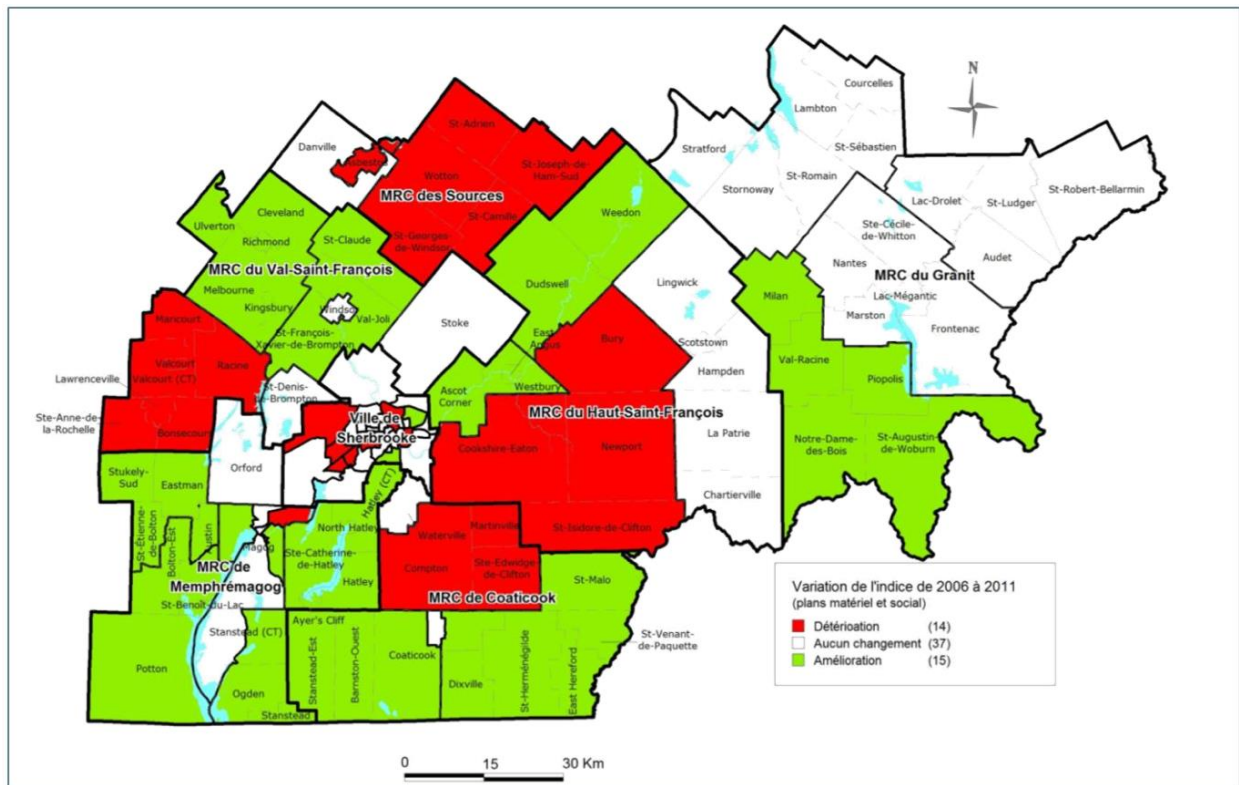 N
Courcelles
Lambton
St-Adrien
Danville
Asbestos
Stratford
St-Sébastien
St-Joseph-de-
Ham-Sud
Wotton
St-Romain
MRC des Sources
Stornoway
Lac-Drolet
St-Robert-Bellarmin
St-Ludger
Cleveland
Ulverton
Weedon
St-Camille
Ste-Cécile-
de-Whitton
St-Claude
Richmond
St-Georges-
de-Windsor
Audet
MRC du Val-Saint-François
Nantes
MRC du Granit
Dudswell
Lingwick
Melbourne
Milan
Lac-Mégantic
Kingsbury
Windsor
Val-Joli
Marston
Maricourt
Stoke
Frontenac
St-François-
Xavier-de-Brompton
East
Angus
Bury
Scotstown
Valcourt
Racine
Val-Racine
Lawrenceville
Valcourt (CT)
Hampden
Piopolis
St-Denis-
de-Brompton
Ascot
Corner
Westbury
Ste-Anne-de-
la-Rochelle
Ville de
Sherbrooke
MRC du Haut-Saint-François
Bonsecours
La Patrie
Cookshire-Eaton
Newport
Notre-Dame-
des-Bois
St-Augustin-
de-Woburn
Orford
Stukely-
Sud
Eastman
Hatley (CT)
Chartierville
St-Étienne-
de-Bolton
Bolton-Est
Austin
North Hatley
Martinville
St-Isidore-de-Clifton
Waterville
Magog
Ste-Catherine-
de-Hatley
Ste-Edwidge-
de-Clifton
MRC de
Memphrémagog
Compton
Hatley
St-Malo
MRC de Coaticook
St-Benoît-du-Lac
Ayer's Cliff
Stanstead (CT)
St-Venant-
de-Paquette
Potton
Stanstead-Est
Barnston-Ouest
Coaticook
Dixville
St-Herménégilde
East Hereford
Ogden
Stanstead
Variation de l'indice de 2006 à 2011
(plans matériel et social)
Détérioation (14)
Aucun changement (37)
Amélioration (15)
0 15 30 Km